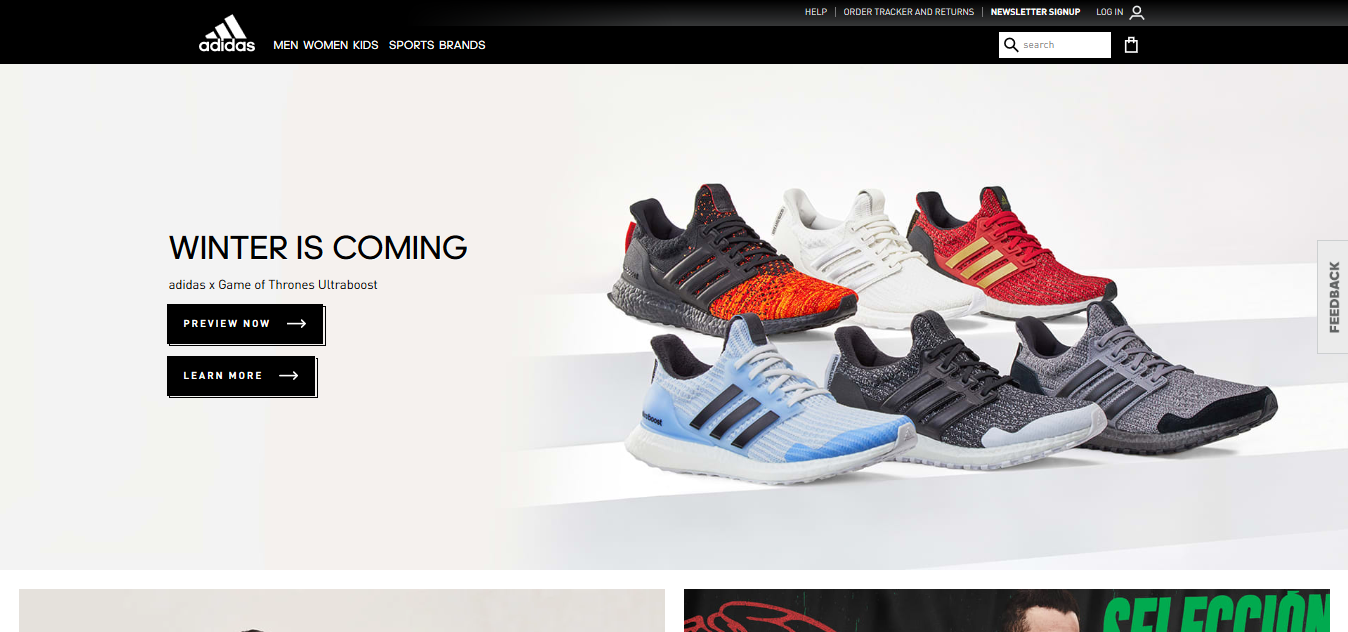 HELP
ORDER TRACKER AND RETURNS
NEWSLETTER SIGNUP
LOG IN
adidas
MEN WOMEN KIDS SPORTS BRANDS
search
WINTER IS COMING
adidas x Game of Thrones Ultraboost
PREVIEW NOW
LEARN MORE
FEEDBACK
SELECCIÓN